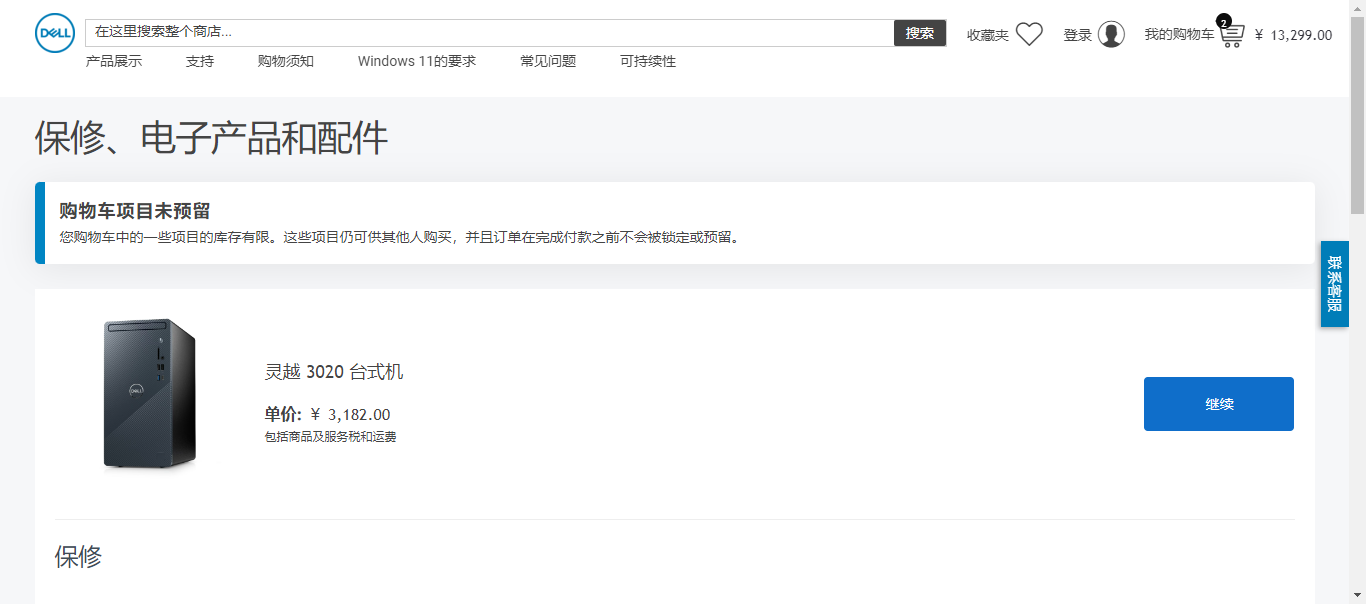 DELL
在这里搜索整个商店...
搜索
收藏夹
登录
我的购物车
2
¥ 13,299.00
产品展示
支持
购物须知
Windows 11的要求
常见问题
可持续性
保修、电子产品和配件
购物车项目未预留
您购物车中的一些项目的库存有限。这些项目仍可供其他人购买，并且订单在完成付款之前不会被锁定或预留。
联系客服
DELL
灵越 3020 台式机
单价: ¥ 3,182.00
包括商品及服务税和运费
继续
保修